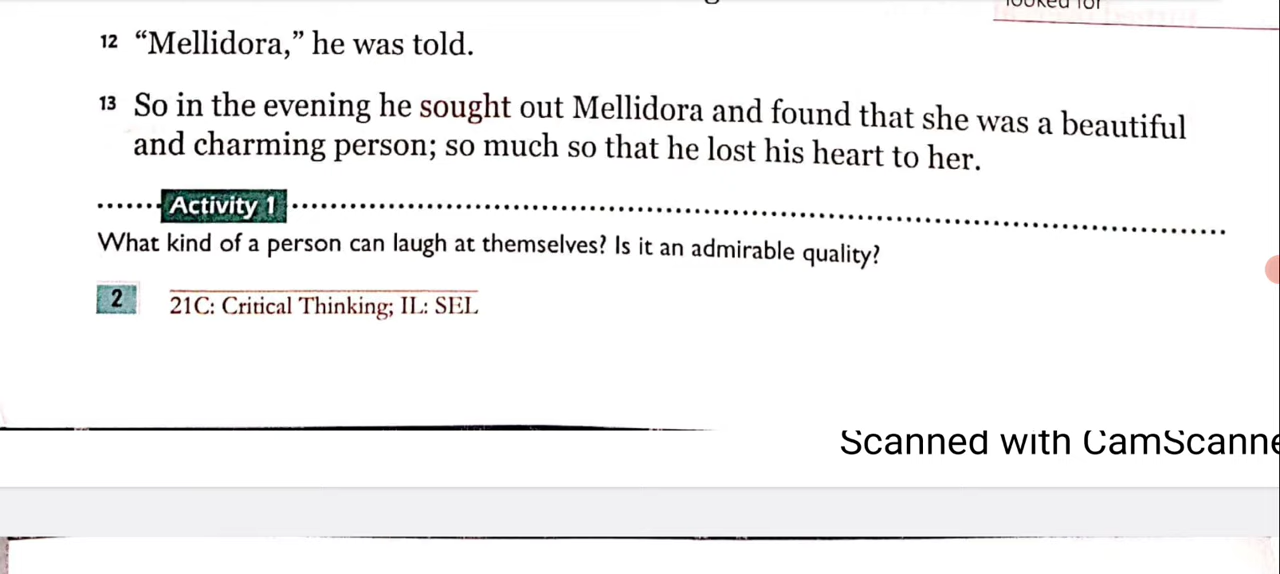 looked for
12 “Mellidora,” he was told.
13 So in the evening he sought out Mellidora and found that she was a beautiful
and charming person; so much so that he lost his heart to her.
Activity 1
What kind of a person can laugh at themselves? Is it an admirable quality?
2 21C: Critical Thinking; IL: SEL
Scanned with CamScanne